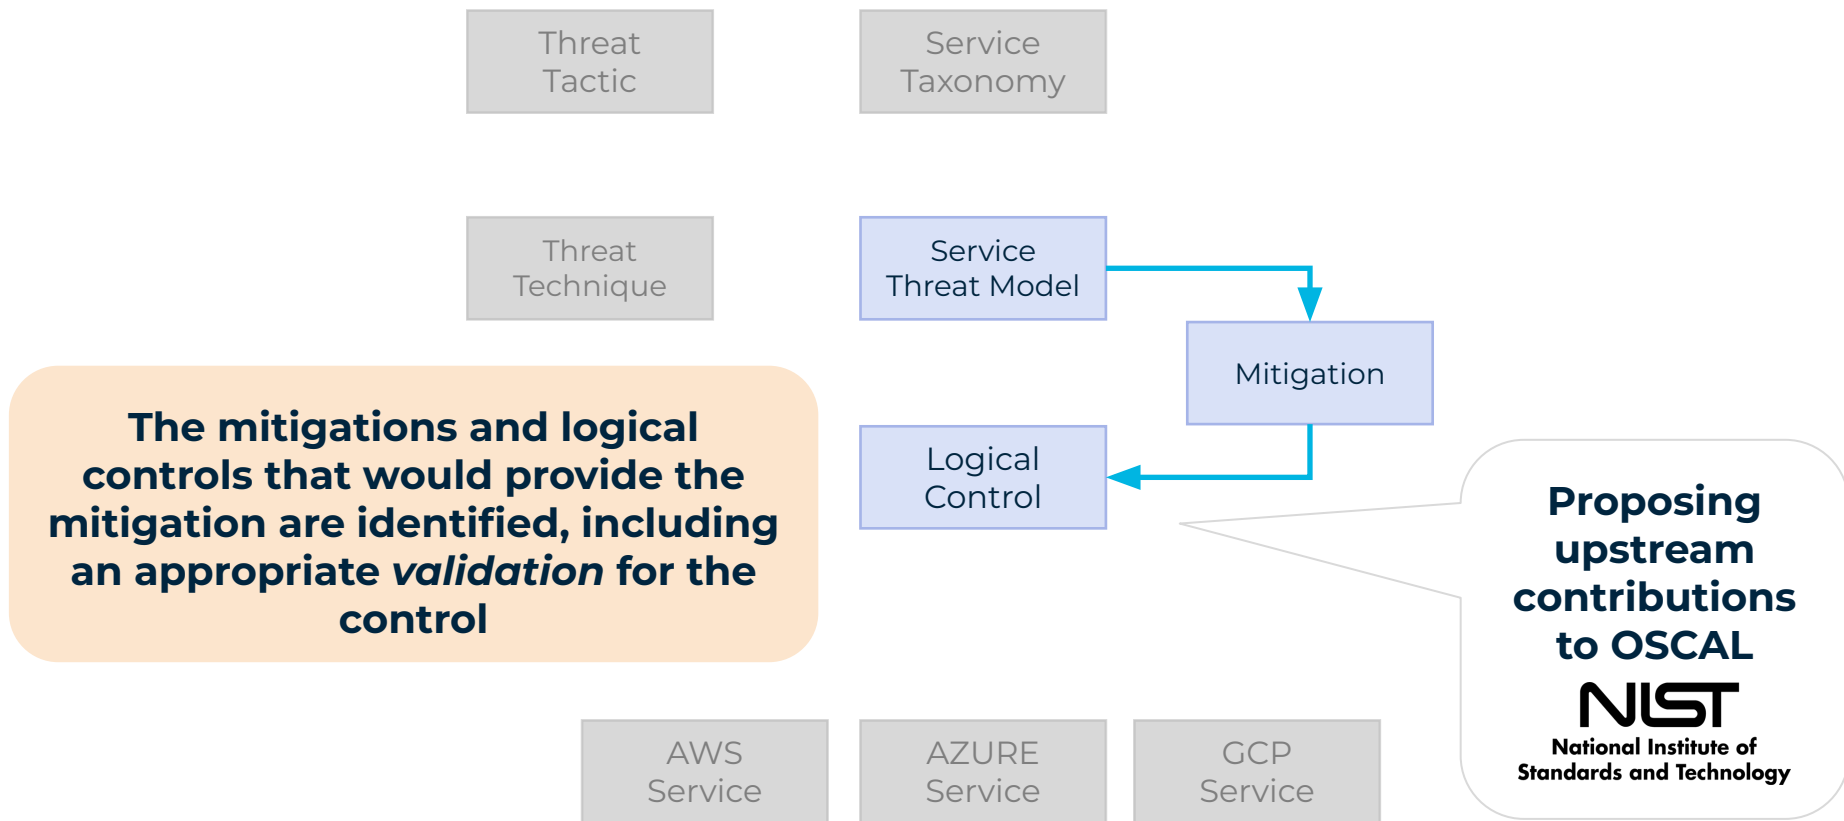 Threat
Tactic
Service
Taxonomy
Threat
Technique
Service
Threat Model
Mitigation
The mitigations and logical
controls that would provide the
mitigation are identified, including
an appropriate validation for the
control
Logical
Control
Proposing
upstream
contributions
to OSCAL
NIST
National Institute of
Standards and Technology
AWS
Service
AZURE
Service
GCP
Service